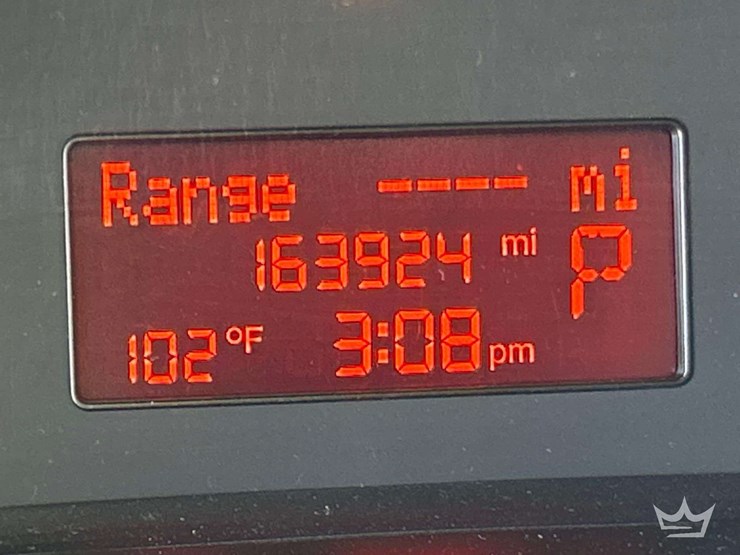 Range ---- mi
163924 mi
P
102 °F 3:08 pm